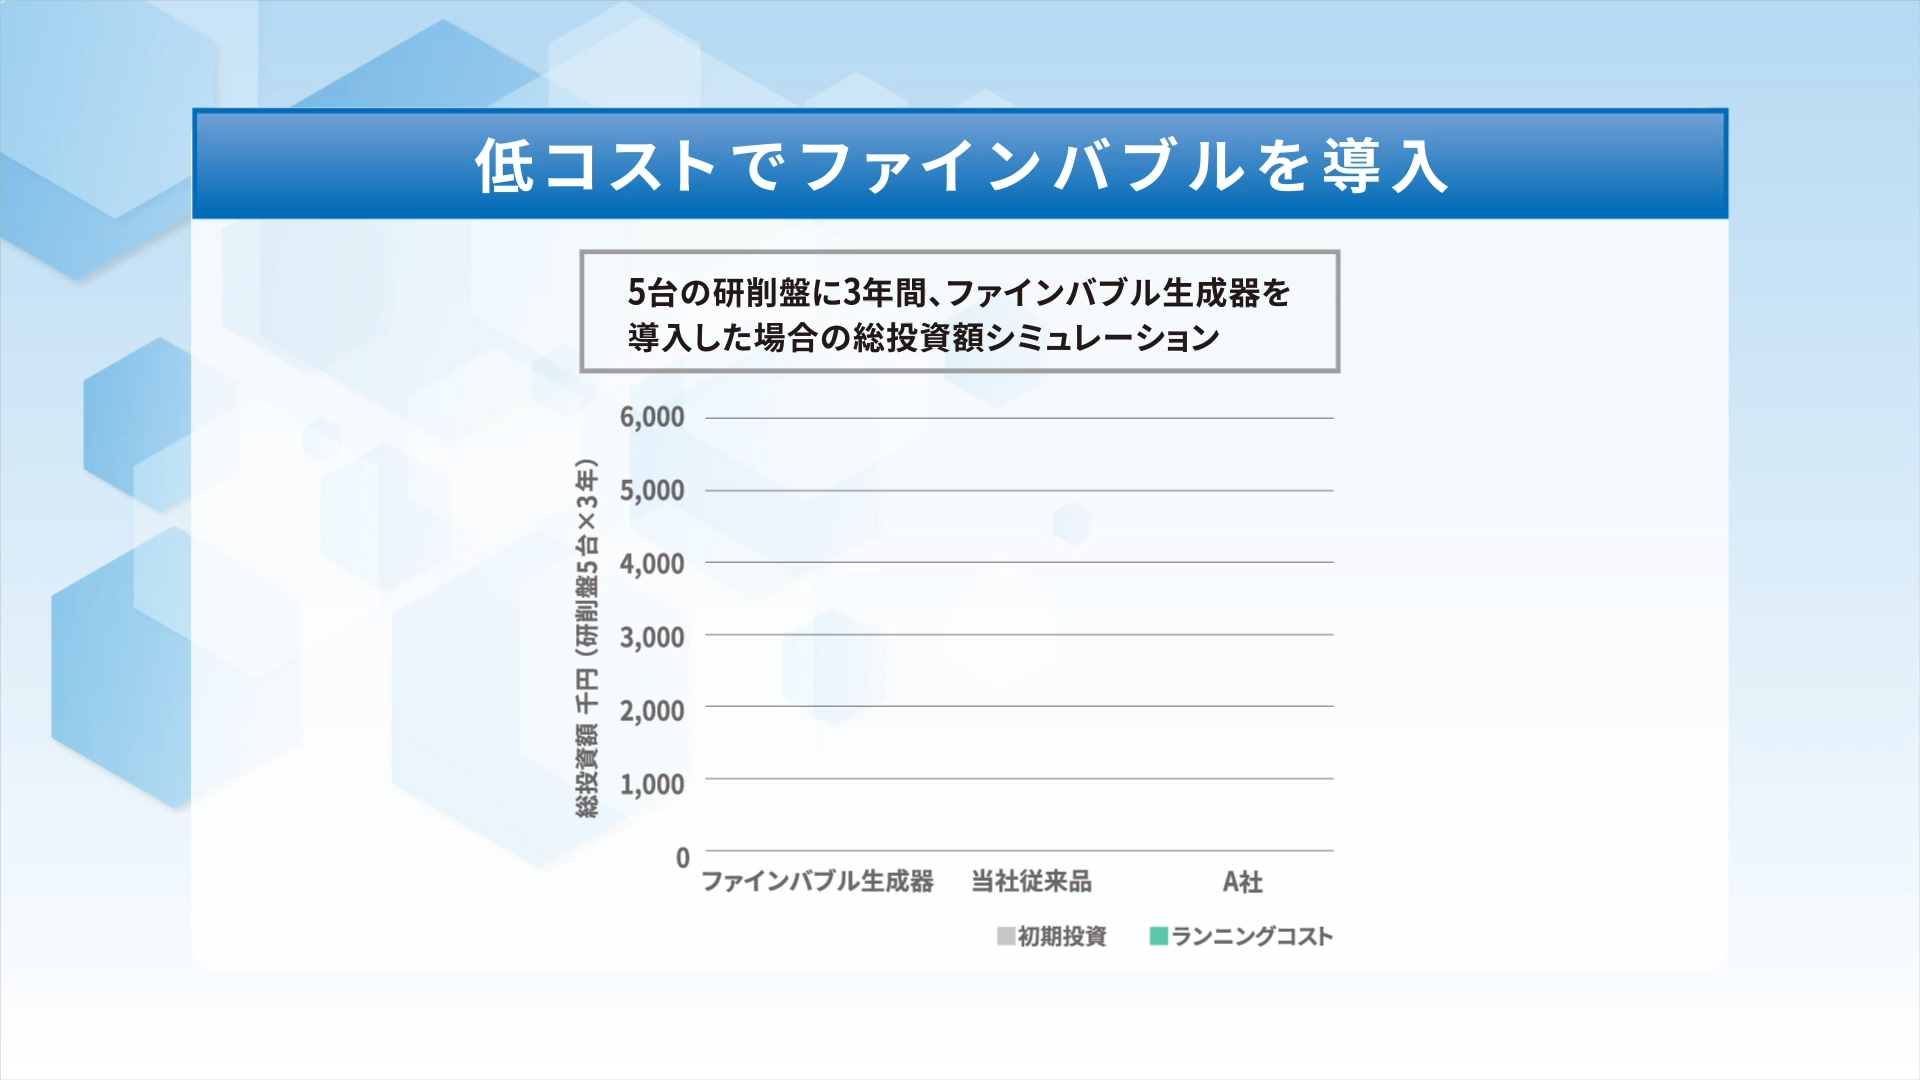 低コストでファインバブルを導入
5台の研削盤に3年間、ファインバブル生成器を
導入した場合の総投資額シミュレーション
総投資額 千円（研削盤5台×3年）
6,000
5,000
4,000
3,000
2,000
1,000
0
ファインバブル生成器 当社従来品 A社
初期投資 ランニングコスト